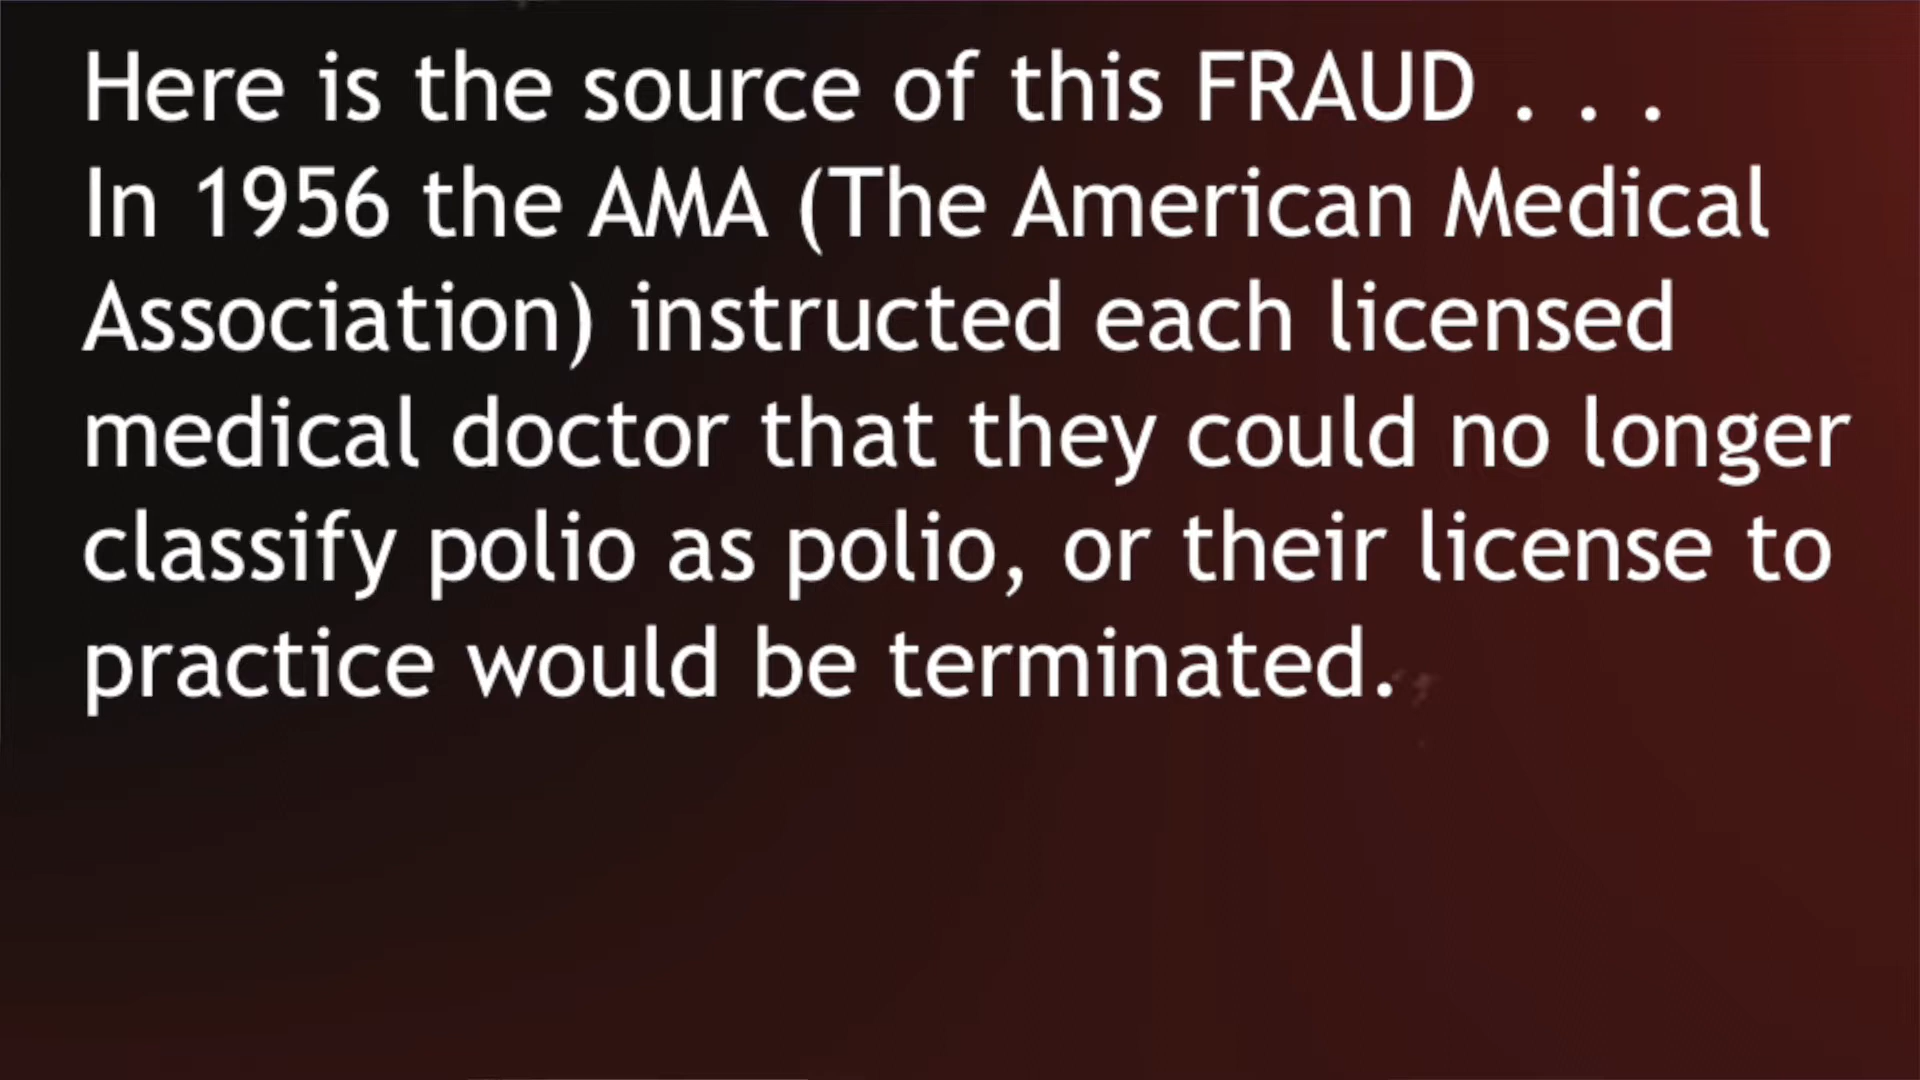 Here is the source of this FRAUD . . .
In 1956 the AMA (The American Medical
Association) instructed each licensed
medical doctor that they could no longer
classify polio as polio, or their license to
practice would be terminated.